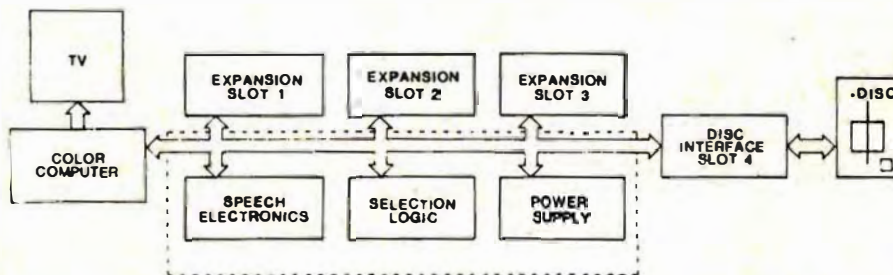 TV
EXPANSION
SLOT 1
EXPANSION
SLOT 2
EXPANSION
SLOT 3
.DISC
COLOR
COMPUTER
DISC
INTERFACE
SLOT 4
SPEECH
ELECTRONICS
SELECTION
LOGIC
POWER
SUPPLY